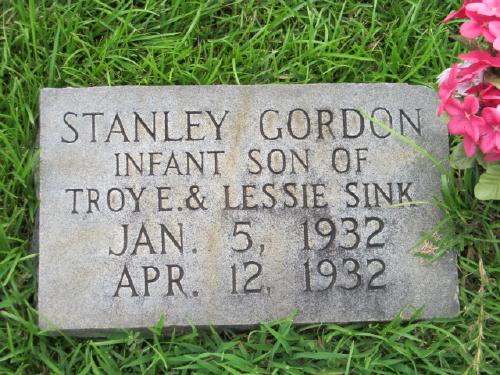 STANLEY GORDON
INFANT SON OF
TROY E. & LESSIE SINK
JAN. 5, 1932
APR. 12, 1932